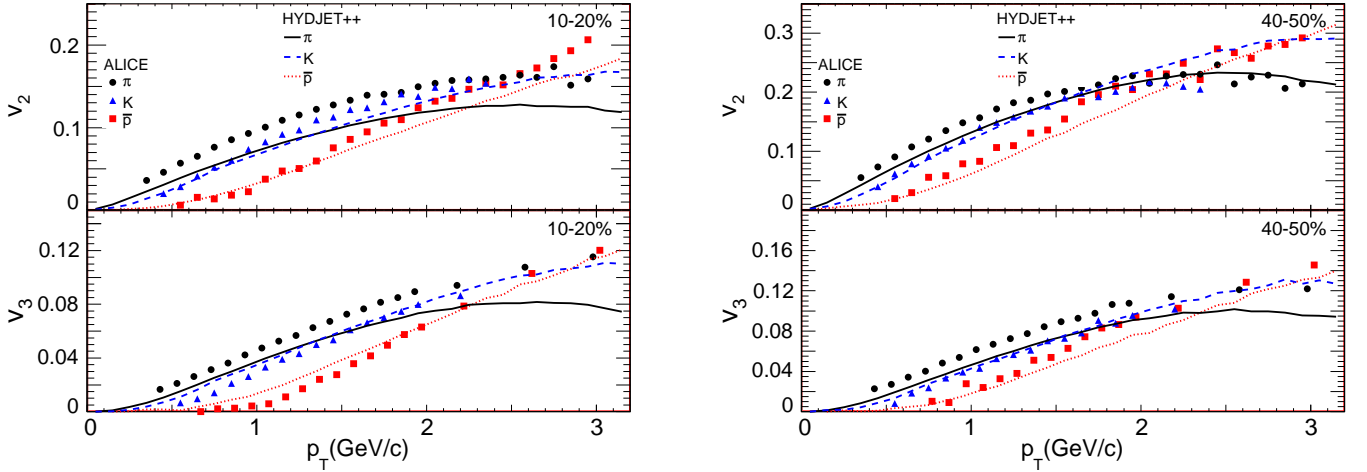 HYDJET++ 10-20%
π
K
p̅
ALICE
π
K
p̅
v2
0.2
0.1
0
10-20%
v3
0.12
0.08
0.04
0
0 1 2 3
pT(GeV/c)
HYDJET++ 40-50%
π
K
p̅
ALICE
π
K
p̅
v2
0.4
0.3
0.2
0.1
0
40-50%
v3
0.16
0.12
0.08
0.04
0
0 1 2 3
pT(GeV/c)